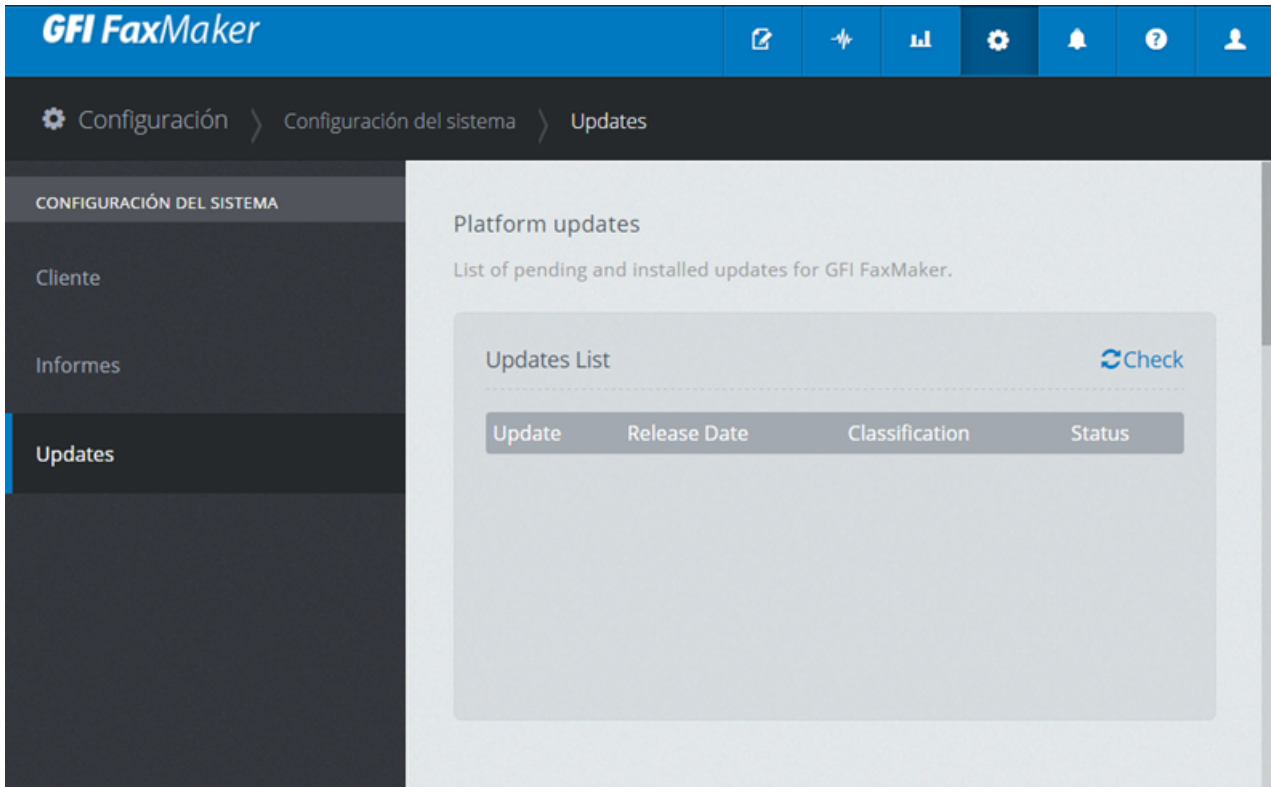 GFI FaxMaker
Configuración Configuración del sistema Updates
CONFIGURACIÓN DEL SISTEMA
Cliente
Informes
Updates
Platform updates
List of pending and installed updates for GFI FaxMaker.
Updates List Check
Update Release Date Classification Status